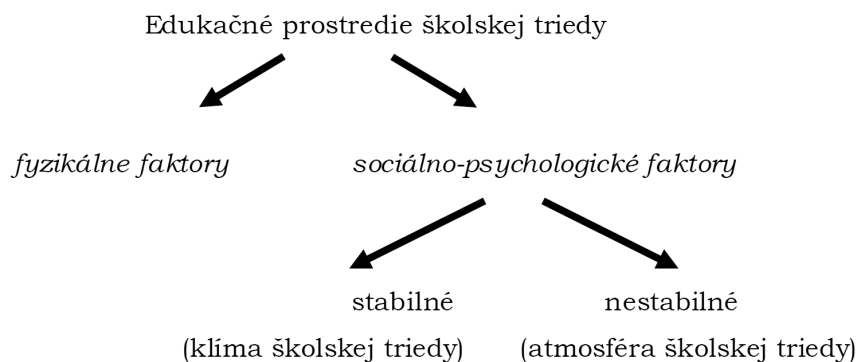 Edukačné prostredie školskej triedy
fyzikálne faktory
sociálno-psychologické faktory
stabilné
(klíma školskej triedy)
nestabilné
(atmosféra školskej triedy)